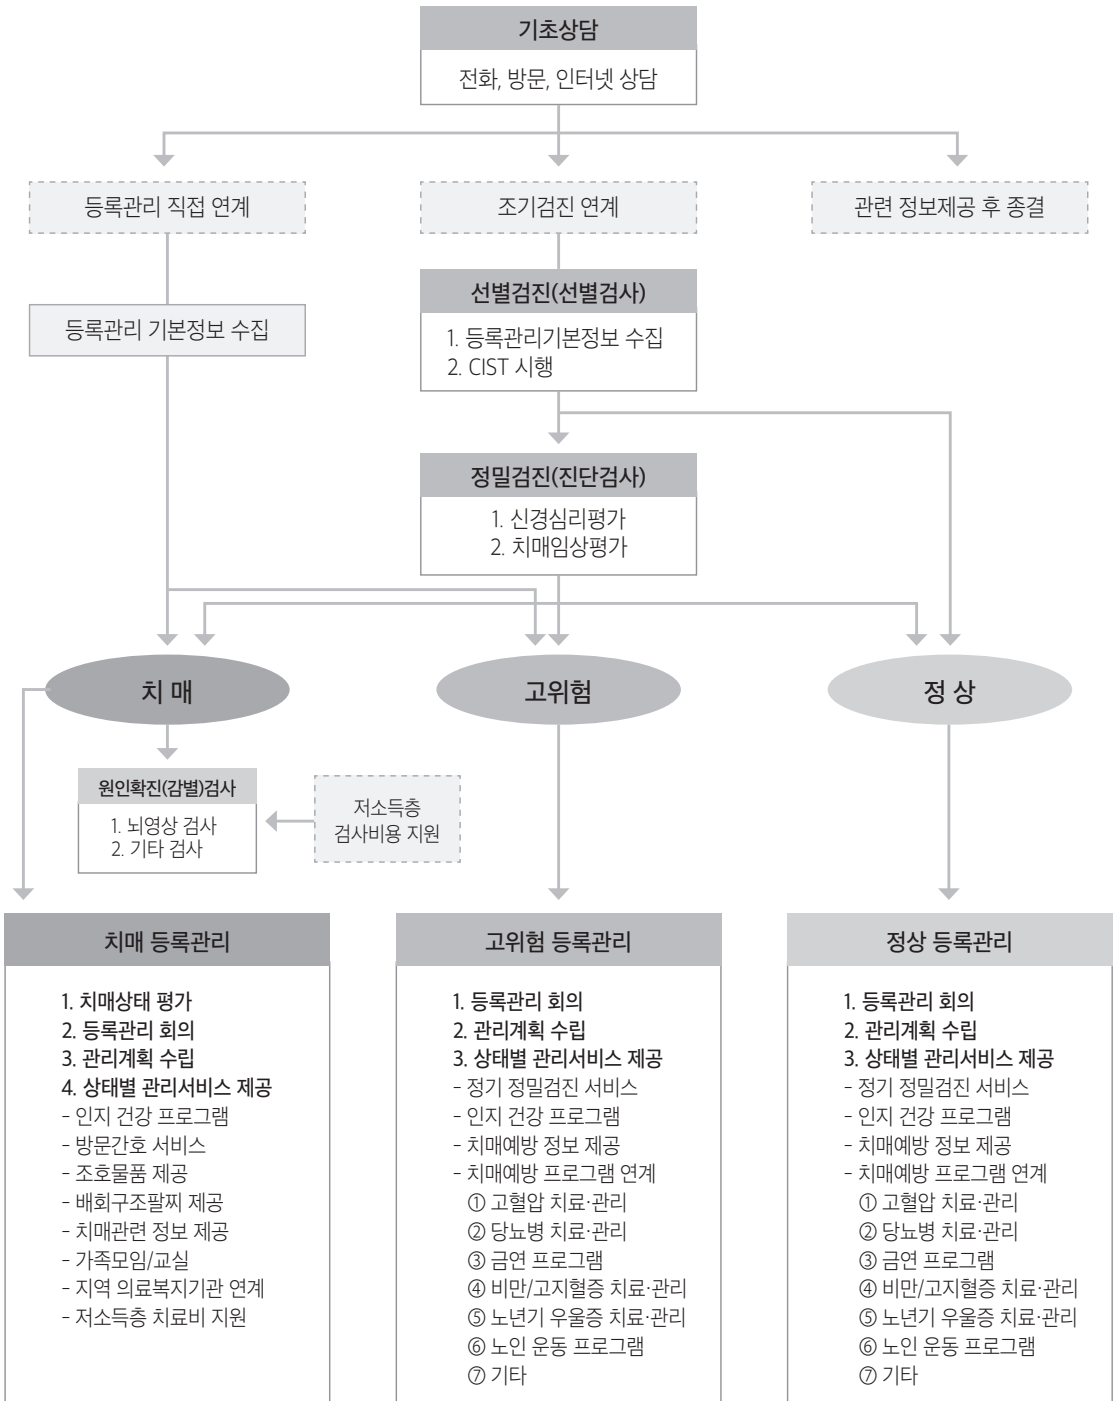 기초상담
전화, 방문, 인터넷 상담
등록관리 직접 연계
조기검진 연계
관련 정보제공 후 종결
등록관리 기본정보 수집
선별검진(선별검사)
1. 등록관리기본정보 수집
2. CIST 시행
정밀검진(진단검사)
1. 신경심리평가
2. 치매임상평가
치 매
고위험
정 상
원인확진(감별)검사
1. 뇌영상 검사
2. 기타 검사
저소득층
검사비용 지원
치매 등록관리
1. 치매상태 평가
2. 등록관리 회의
3. 관리계획 수립
4. 상태별 관리서비스 제공
- 인지 건강 프로그램
- 방문간호 서비스
- 조호물품 제공
- 배회구조팔찌 제공
- 치매관련 정보 제공
- 가족모임/교실
- 지역 의료복지기관 연계
- 저소득층 치료비 지원
고위험 등록관리
1. 등록관리 회의
2. 관리계획 수립
3. 상태별 관리서비스 제공
- 정기 정밀검진 서비스
- 인지 건강 프로그램
- 치매예방 정보 제공
- 치매예방 프로그램 연계
① 고혈압 치료·관리
② 당뇨병 치료·관리
③ 금연 프로그램
④ 비만/고지혈증 치료·관리
⑤ 노년기 우울증 치료·관리
⑥ 노인 운동 프로그램
⑦ 기타
정상 등록관리
1. 등록관리 회의
2. 관리계획 수립
3. 상태별 관리서비스 제공
- 정기 정밀검진 서비스
- 인지 건강 프로그램
- 치매예방 정보 제공
- 치매예방 프로그램 연계
① 고혈압 치료·관리
② 당뇨병 치료·관리
③ 금연 프로그램
④ 비만/고지혈증 치료·관리
⑤ 노년기 우울증 치료·관리
⑥ 노인 운동 프로그램
⑦ 기타